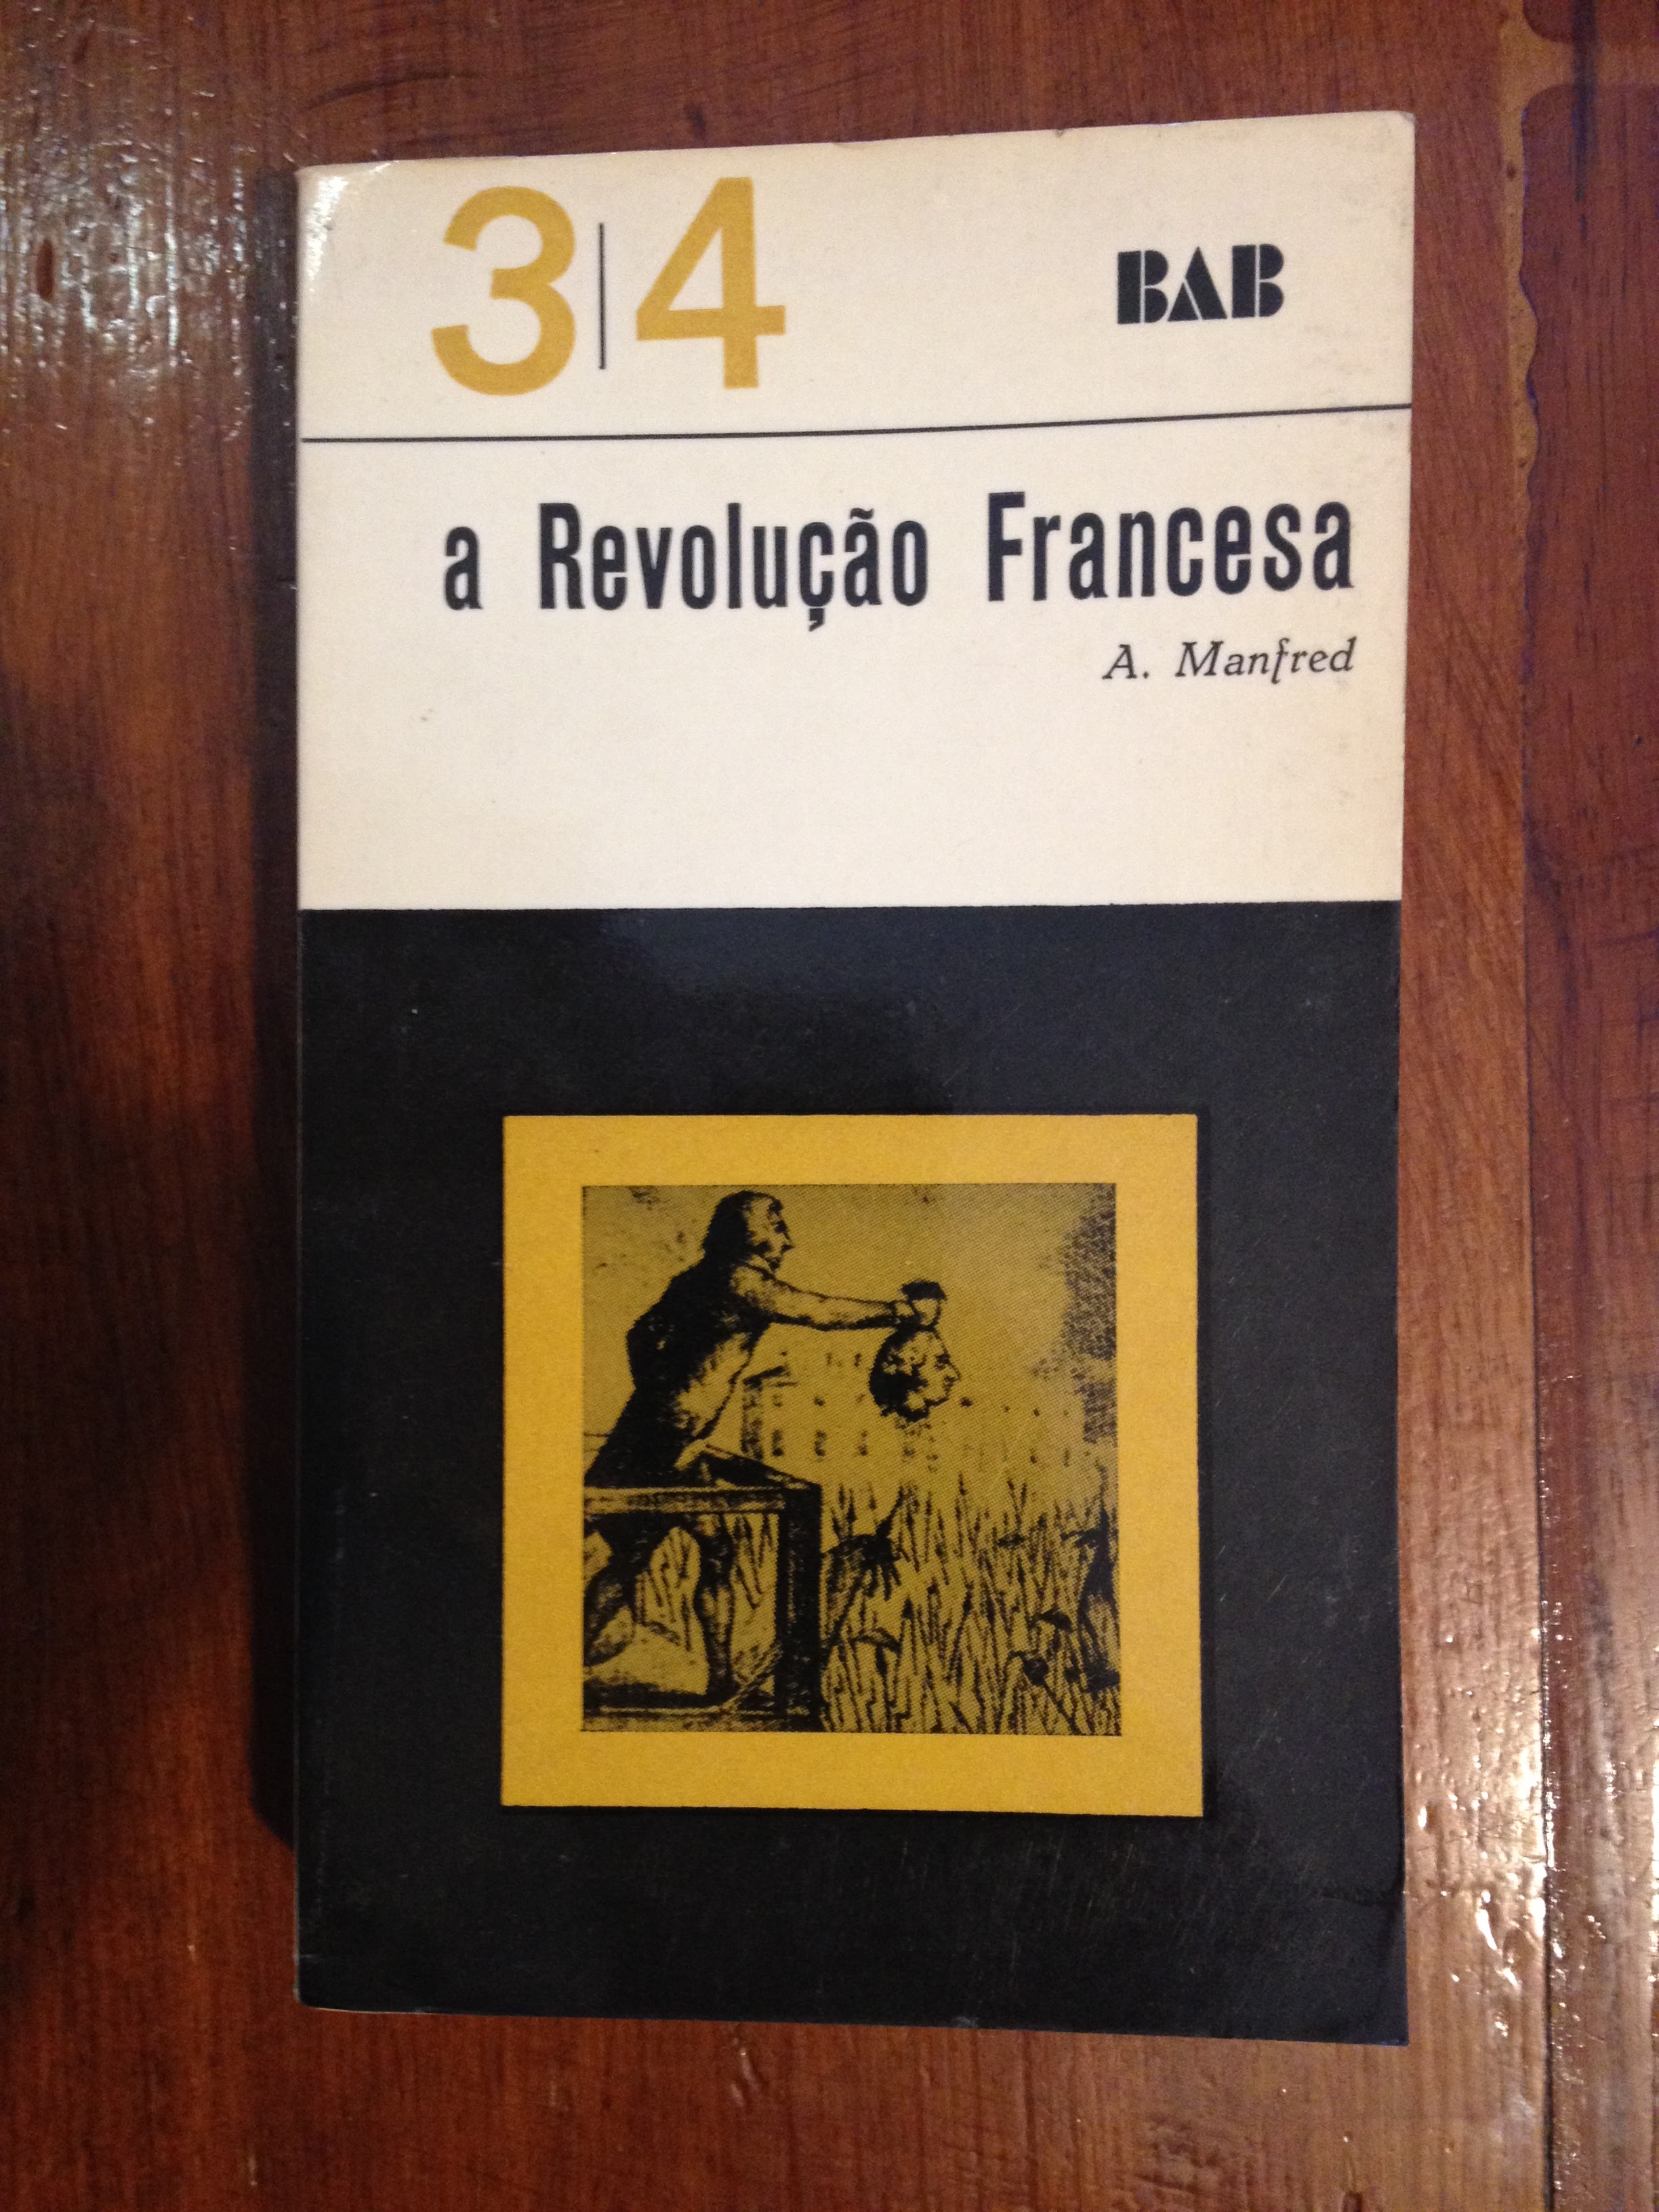 3|4 BAB
a Revolução Francesa
A. Manfred